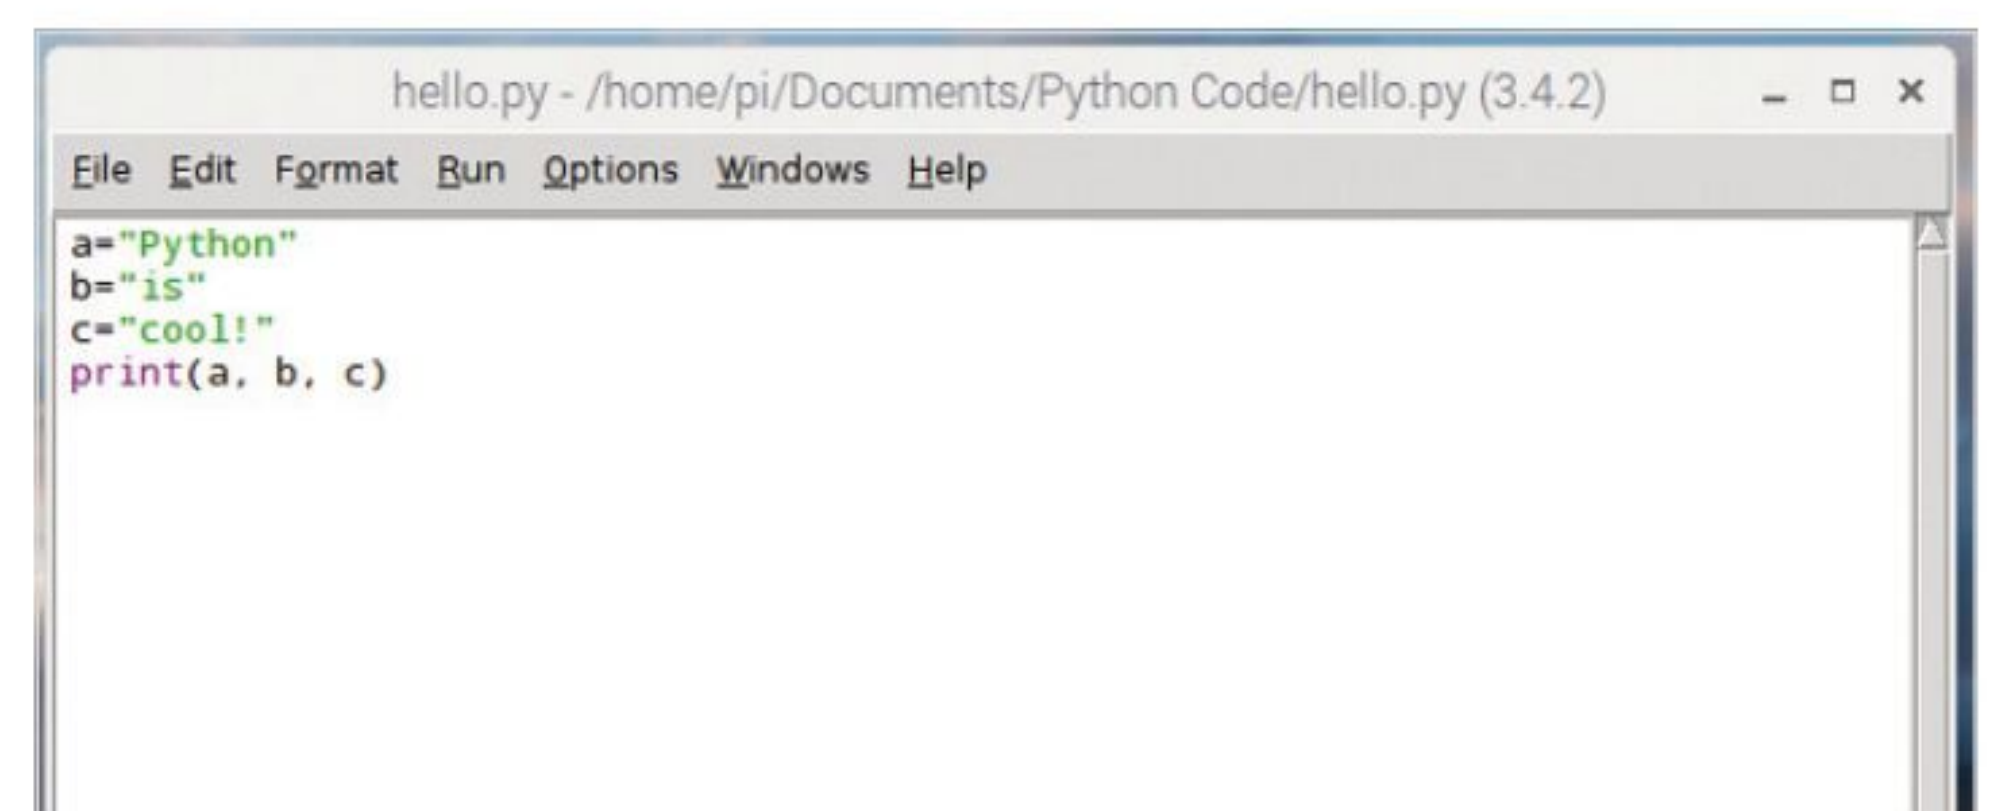 hello.py - /home/pi/Documents/Python Code/hello.py (3.4.2)
File Edit Format Run Options Windows Help
a="Python"
b="is"
c="cool!"
print(a, b, c)